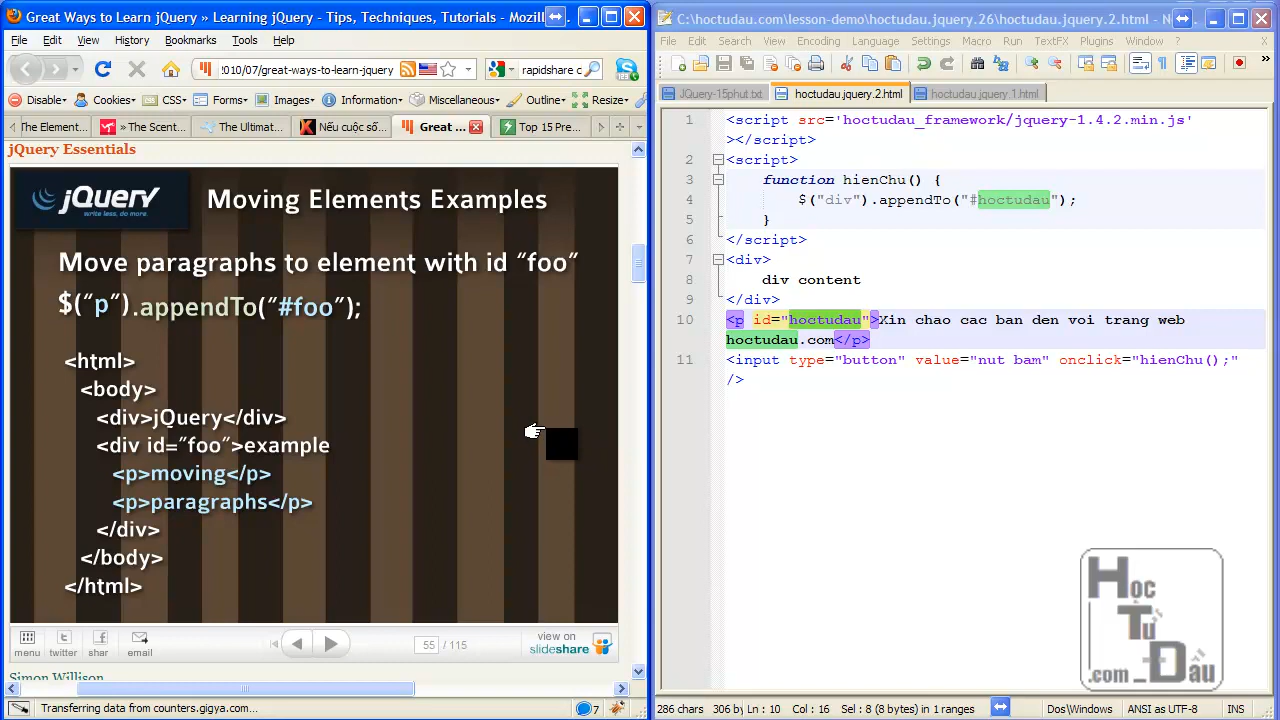 Great Ways to Learn jQuery » Learning jQuery - Tips, Techniques, Tutorials - Mozill...
File Edit View History Bookmarks Tools Help
010/07/great-ways-to-learn-jquery
rapidshare c
Disable▾ Cookies▾ CSS▾ Forms▾ Images▾ Information▾ Miscellaneous▾ Outline▾ Resize▾
The Element...
» The Scent...
The Ultimat...
Nếu cuộc số...
Great ...
Top 15 Pre...
jQuery Essentials
jQuery
write less, do more.
Moving Elements Examples
Move paragraphs to element with id “foo”
$(“p”).appendTo(“#foo”);
<html>
<body>
<div>jQuery</div>
<div id=“foo”>example
<p>moving</p>
<p>paragraphs</p>
</div>
</body>
</html>
menu twitter shar email
55 / 115
view on
slideshare
Simon Willison
Transferring data from counters.gigya.com...
7
C:\hoctudau.com\lesson-demo\hoctudau.jquery.26\hoctudau.jquery.2.html - N...
File Edit Search View Encoding Language Settings Macro Run TextFX Plugins Window ? X
JQuery-15phut.txt
hoctudau.jquery.2.html
hoctudau.jquery.1.html
1 <script src='hoctudau_framework/jquery-1.4.2.min.js'
></script>
2 <script>
3 function hienChu() {
4 $("div").appendTo("#hoctudau");
5 }
6 </script>
7 <div>
8 div content
9 </div>
10 <p id="hoctudau">Xin chao cac ban den voi trang web
hoctudau.com</p>
11 <input type="button" value="nut bam" onclick="hienChu();"
/>
Học
Từ
.com _ Đầu
286 chars 306 by Ln : 10 Col : 16 Sel : 8 (8 bytes) in 1 ranges Dos\Windows ANSI as UTF-8 INS